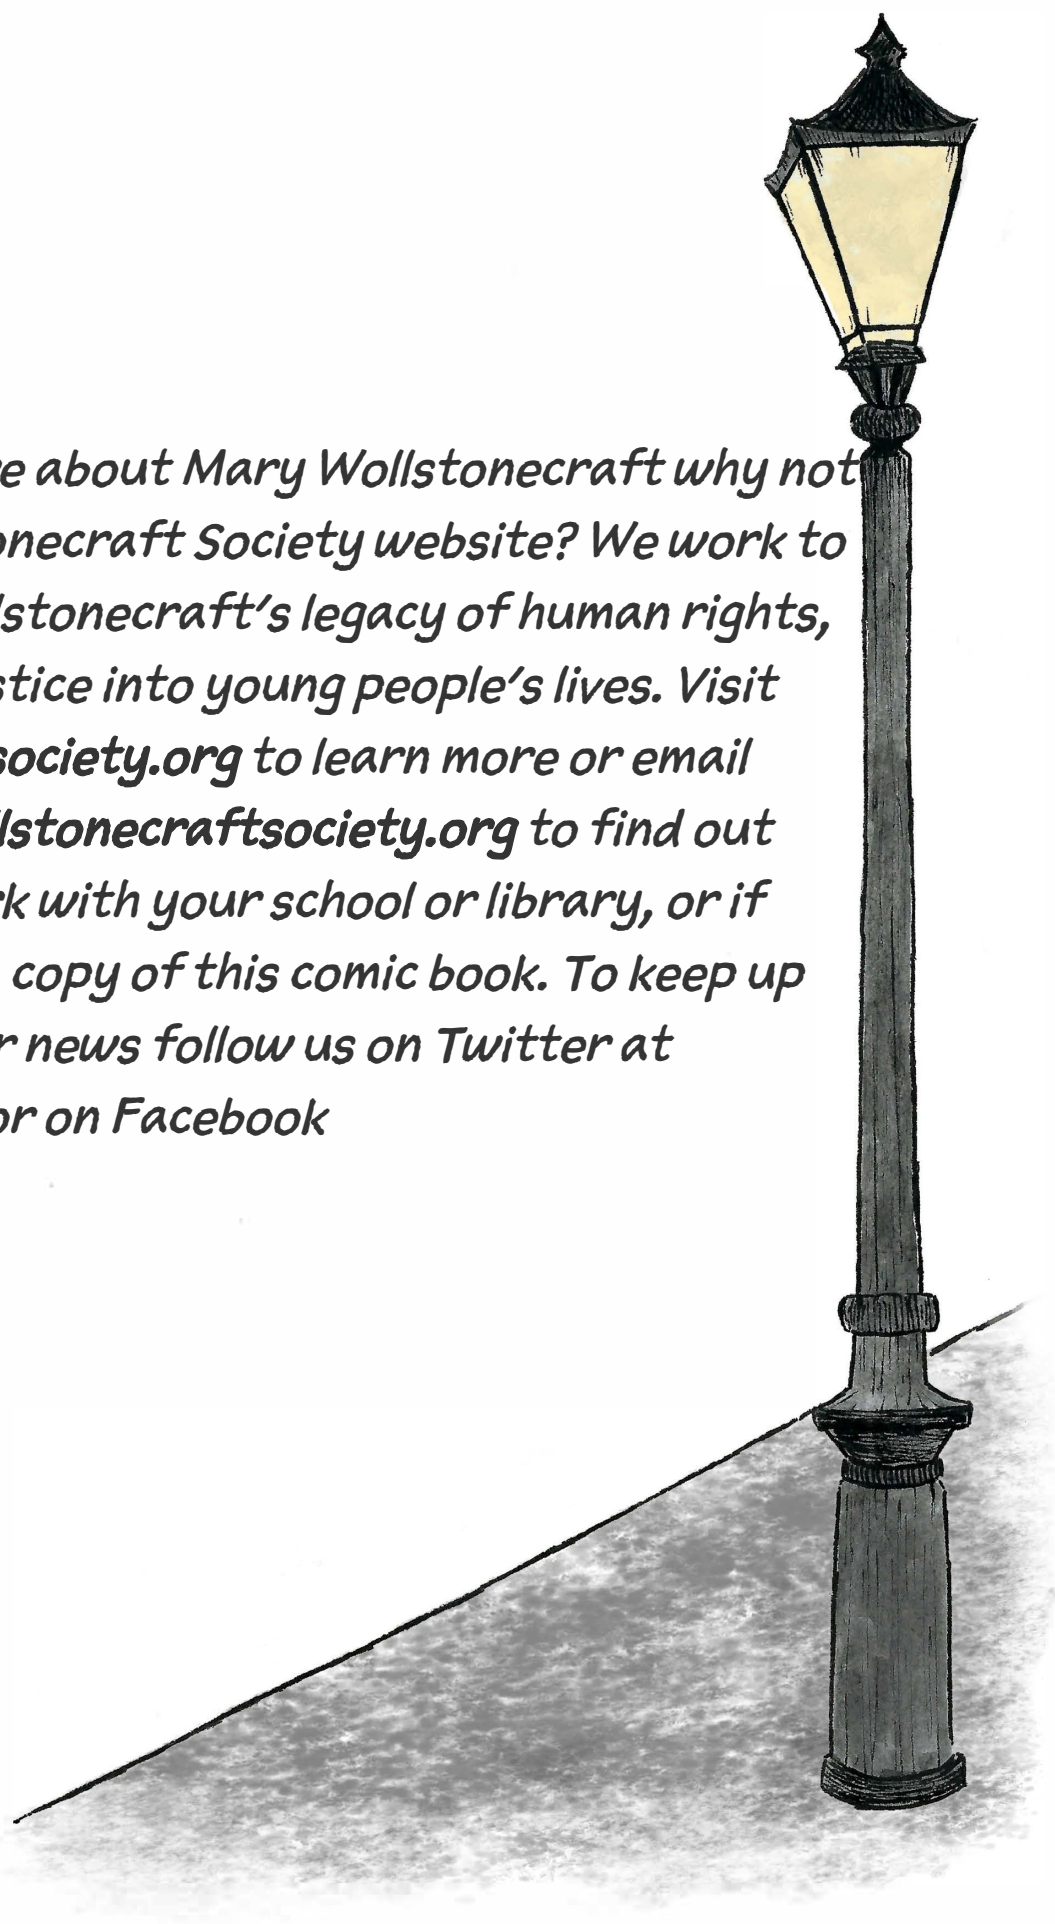 re about Mary Wollstonecraft why not
onecraft Society website? We work to
lstonecraft's legacy of human rights,
stice into young people's lives. Visit
society.org to learn more or email
llstonecraftsociety.org to find out
rk with your school or library, or if
copy of this comic book. To keep up
r news follow us on Twitter at
or on Facebook